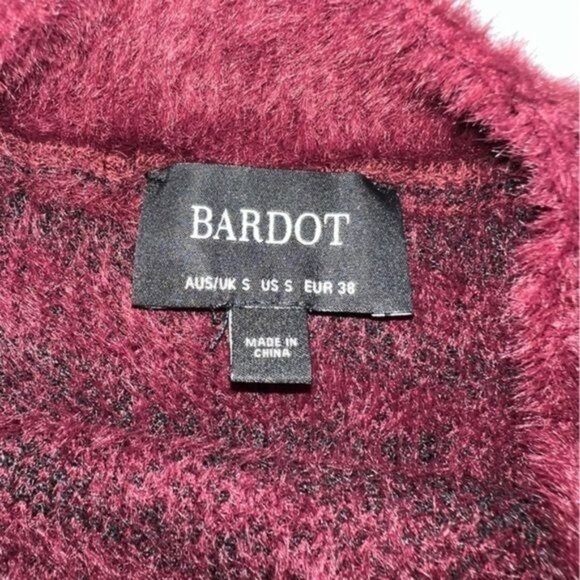 BARDOT
AUS/UK S US S EUR 38
MADE IN
CHINA